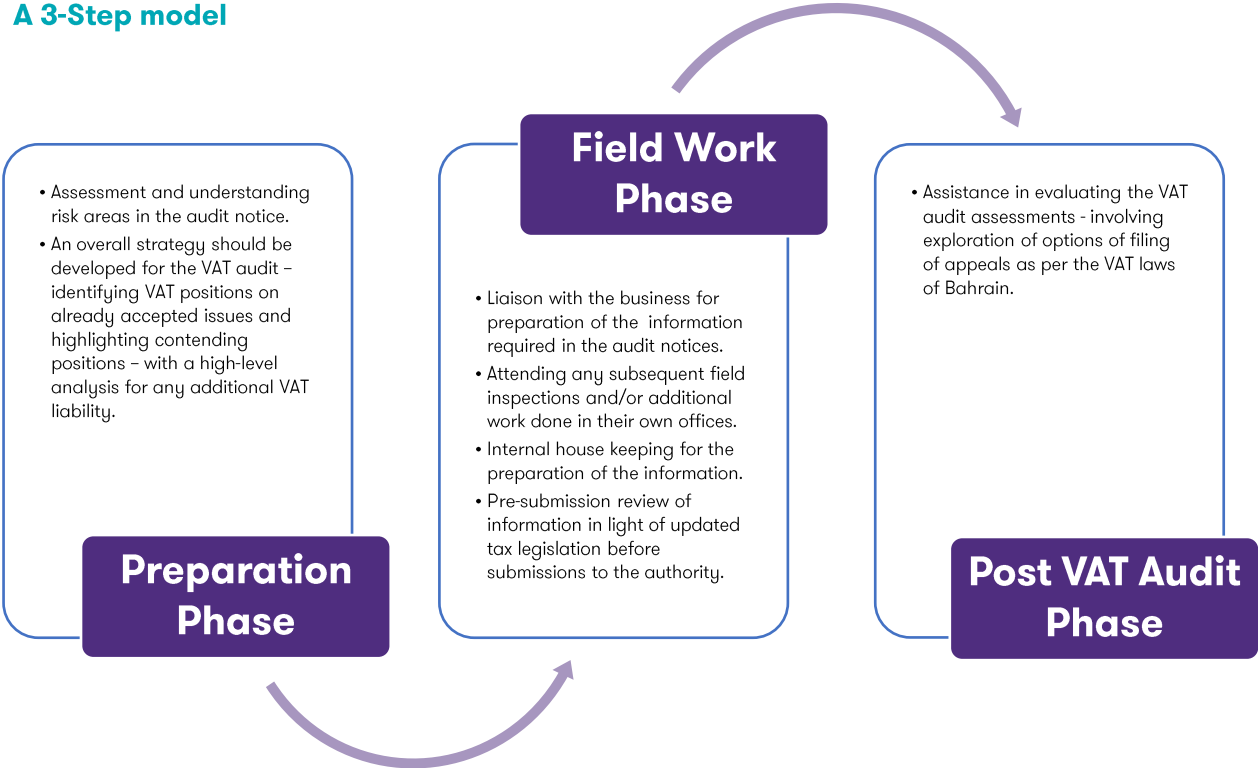 A 3-Step model
• Assessment and understanding
risk areas in the audit notice.
• An overall strategy should be
developed for the VAT audit –
identifying VAT positions on
already accepted issues and
highlighting contending
positions – with a high-level
analysis for any additional VAT
liability.
Preparation
Phase
Field Work
Phase
• Liaison with the business for
preparation of the information
required in the audit notices.
• Attending any subsequent field
inspections and/or additional
work done in their own offices.
• Internal house keeping for the
preparation of the information.
• Pre-submission review of
information in light of updated
tax legislation before
submissions to the authority.
• Assistance in evaluating the VAT
audit assessments - involving
exploration of options of filing
of appeals as per the VAT laws
of Bahrain.
Post VAT Audit
Phase